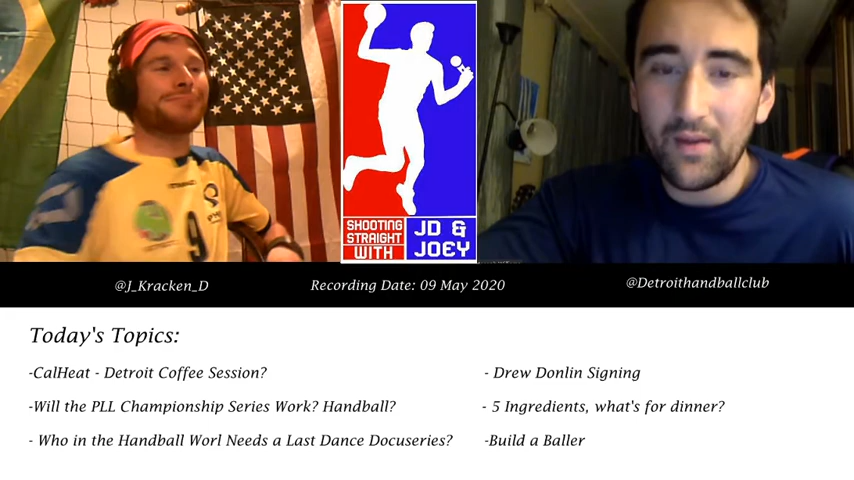 SHOOTING
STRAIGHT
WITH
JD &
JOEY
9
@J_Kracken_D
Recording Date: 09 May 2020
@Detroithandballclub
Today's Topics:
-CalHeat - Detroit Coffee Session?
- Drew Donlin Signing
-Will the PLL Championship Series Work? Handball?
- 5 Ingredients, what's for dinner?
- Who in the Handball Worl Needs a Last Dance Docuseries?
-Build a Baller